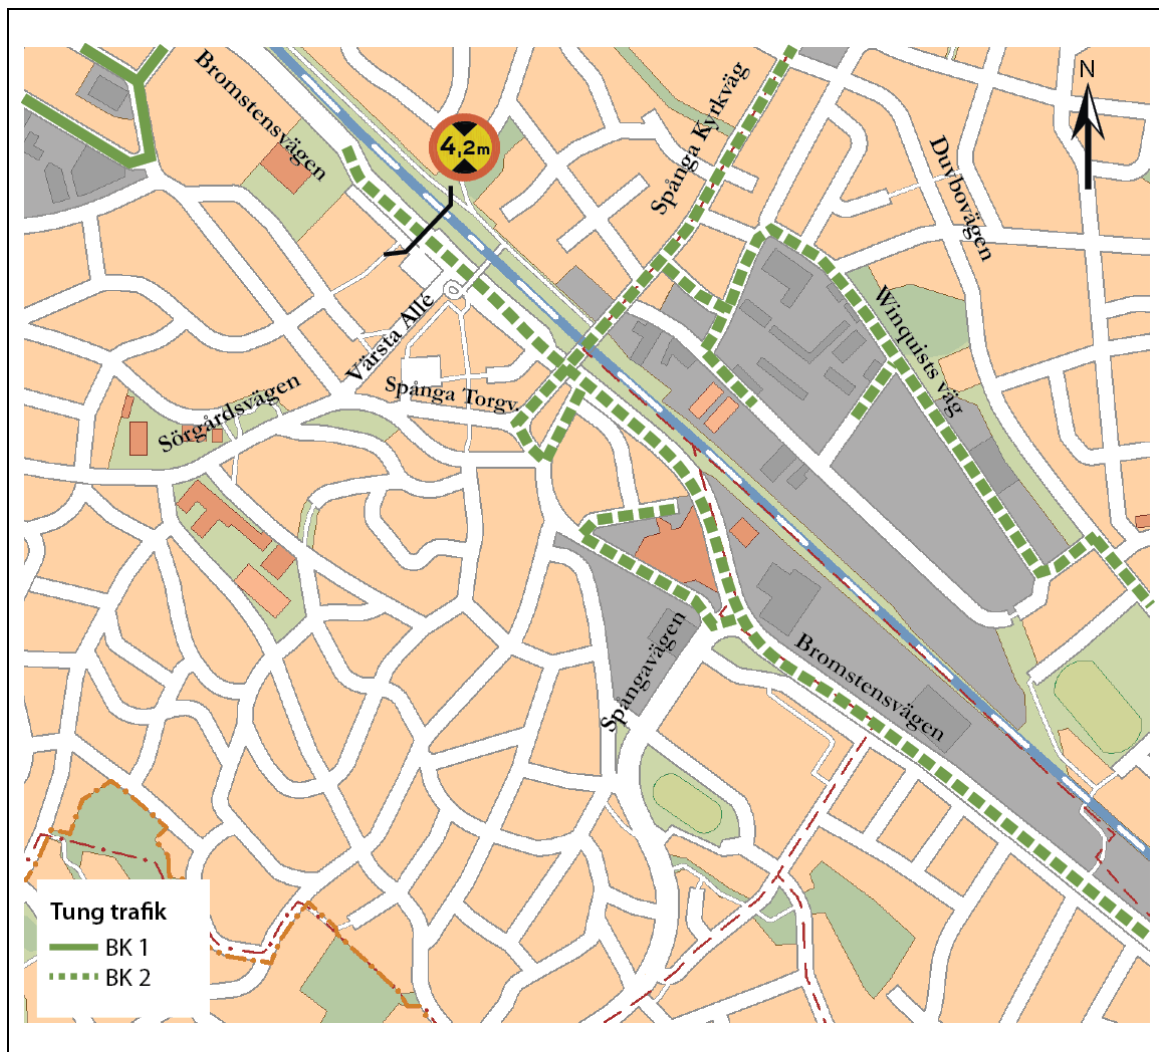 Bromstensvägen
4,2m
Spånga Kyrkväg
N
Duvbovägen
Winquists väg
Värsta Allé
Spånga Torgv.
Sörgårdsvägen
Spångavägen
Bromstensvägen
Tung trafik
BK 1
BK 2